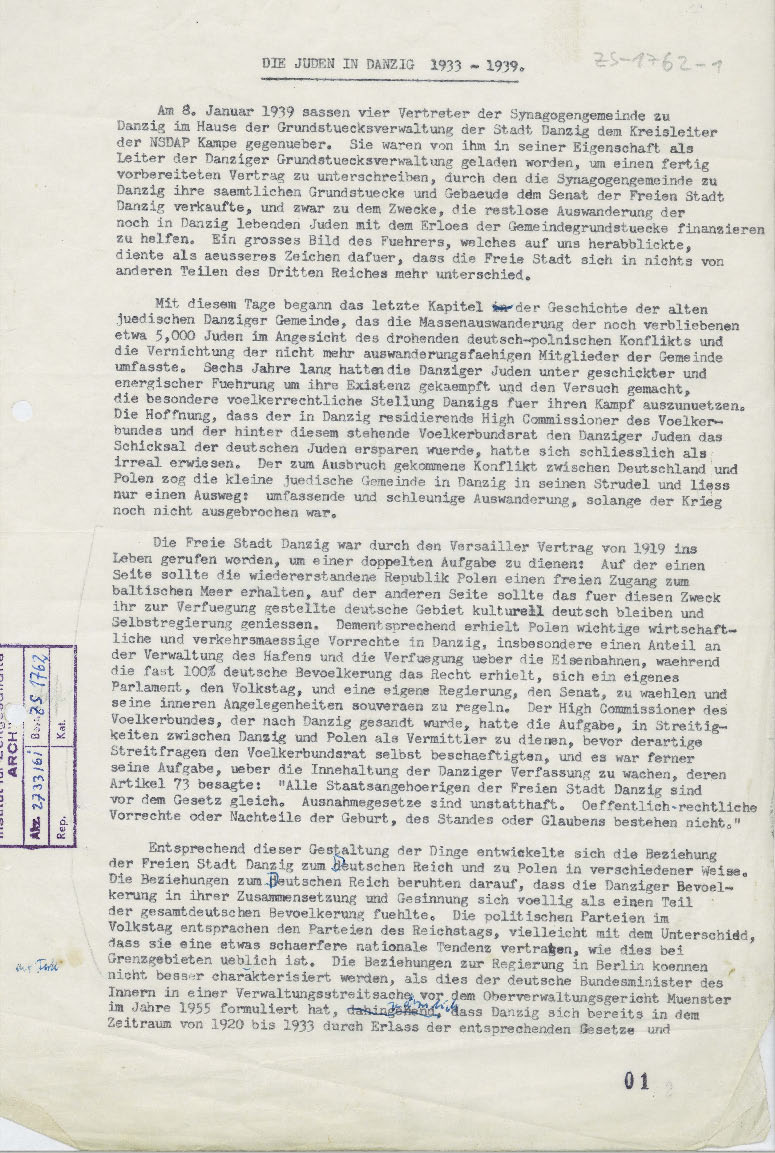 DIE JUDEN IN DANZIG 1933 - 1939.
ZS-1762-1
Am 8. Januar 1939 sassen vier Vertreter der Synagogengemeinde zu
Danzig im Hause der Grundstuecksverwaltung der Stadt Danzig dem Kreisleiter
der NSDAP Kampe gegenueber. Sie waren von ihm in seiner Eigenschaft als
Leiter der Danziger Grundstuecksverwaltung geladen worden, um einen fertig
vorbereiteten Vertrag zu unterschreiben, durch den die Synagogengemeinde zu
Danzig ihre saemtlichen Grundstuecke und Gebaeude dem Senat der Freien Stadt
Danzig verkaufte, und zwar zu dem Zwecke, die restlose Auswanderung der
noch in Danzig lebenden Juden mit dem Erloes der Gemeindegrundstuecke finanzieren
zu helfen. Ein grosses Bild des Fuehrers, welches auf uns herabblickte,
diente als aeusseres Zeichen dafuer, dass die Freie Stadt sich in nichts von
anderen Teilen des Dritten Reiches mehr unterschied.
Mit diesem Tage begann das letzte Kapitel in der Geschichte der alten
juedischen Danziger Gemeinde, das die Massenauswanderung der noch verbliebenen
etwa 5,000 Juden im Angesicht des drohenden deutsch-polnischen Konflikts und
die Vernichtung der nicht mehr auswanderungsfaehigen Mitglieder der Gemeinde
umfasste. Sechs Jahre lang hatten die Danziger Juden unter geschickter und
energischer Fuehrung um ihre Existenz gekaempft und den Versuch gemacht,
die besondere voelkerrechtliche Stellung Danzigs fuer ihren Kampf auszunuetzen.
Die Hoffnung, dass der in Danzig residierende High Commissioner des Voelker-
bundes und der hinter diesem stehende Voelkerbundsrat den Danziger Juden das
Schicksal der deutschen Juden ersparen wuerde, hatte sich schliesslich als
irreal erwiesen. Der zum Ausbruch gekommene Konflikt zwischen Deutschland und
Polen zog die kleine juedische Gemeinde in seinen Strudel und liess
nur einen Ausweg: umfassende und schleunige Auswanderung, solange der Krieg
noch nicht ausgebrochen war.
Die Freie Stadt Danzig war durch den Versailler Vertrag von 1919 ins
Leben gerufen worden, um einer doppelten Aufgabe zu dienen: Auf der einen
Seite sollte die wiedererstandene Republik Polen einen freien Zugang zum
baltischen Meer erhalten, auf der anderen Seite sollte das fuer diesen Zweck
ihr zur Verfuegung gestellte deutsche Gebiet kulturell deutsch bleiben und
Selbstregierung geniessen. Dementsprechend erhielt Polen wichtige wirtschaft-
liche und verkehrsmaessige Vorrechte in Danzig, insbesondere einen Anteil an
der Verwaltung des Hafens und die Verfuegung ueber die Eisenbahnen, waehrend
die fast 100% deutsche Bevoelkerung das Recht erhielt, sich ein eigenes
Parlament, den Volkstag, und eine eigene Regierung, den Senat, zu waehlen und
seine inneren Angelegenheiten souveraen zu regeln. Der High Commissioner des
Voelkerbundes, der nach Danzig gesandt wurde, hatte die Aufgabe, in Streitig-
keiten zwischen Danzig und Polen als Vermittler zu dienen, bevor derartige
Streitfragen den Voelkerbundsrat selbst beschaeftigten, und es war ferner
seine Aufgabe, ueber die Innehaltung der Danziger Verfassung zu wachen, deren
Artikel 73 besagte: "Alle Staatsangehoerigen der Freien Stadt Danzig sind
vor dem Gesetz gleich. Ausnahmegesetze sind unstatthaft. Oeffentlich-rechtliche
Vorrechte oder Nachteile der Geburt, des Standes oder Glaubens bestehen nicht."
Entsprechend dieser Gestaltung der Dinge entwickelte sich die Beziehung
der Freien Stadt Danzig zum Deutschen Reich und zu Polen in verschiedener Weise.
Die Beziehungen zum Deutschen Reich beruhten darauf, dass die Danziger Bevoel-
kerung in ihrer Zusammensetzung und Gesinnung sich voellig als einen Teil
der gesamtdeutschen Bevoelkerung fuehlte. Die politischen Parteien im
Volkstag entsprachen den Parteien des Reichstags, vielleicht mit dem Unterschied,
dass sie eine etwas schaerfere nationale Tendenz vertraten, wie dies bei
Grenzgebieten ueblich ist. Die Beziehungen zur Regierung in Berlin koennen
nicht besser charakterisiert werden, als dies der deutsche Bundesminister des
Innern in einer Verwaltungsstreitsache vor dem Oberverwaltungsgericht Muenster
im Jahre 1955 formuliert hat, dahingehend, nämlich dass Danzig sich bereits in dem
Zeitraum von 1920 bis 1933 durch Erlass der entsprechenden Gesetze und
01
ARCH
Akz. 2733/61 Best. ZS 1762
Rep. Kat.